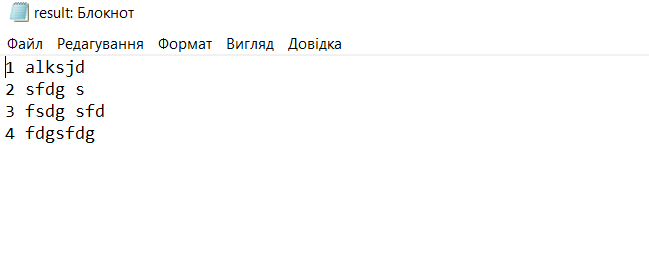 result: Блокнот
Файл Редагування Формат Вигляд Довідка
1 alksjd
2 sfdg s
3 fsdg sfd
4 fdgsfdg